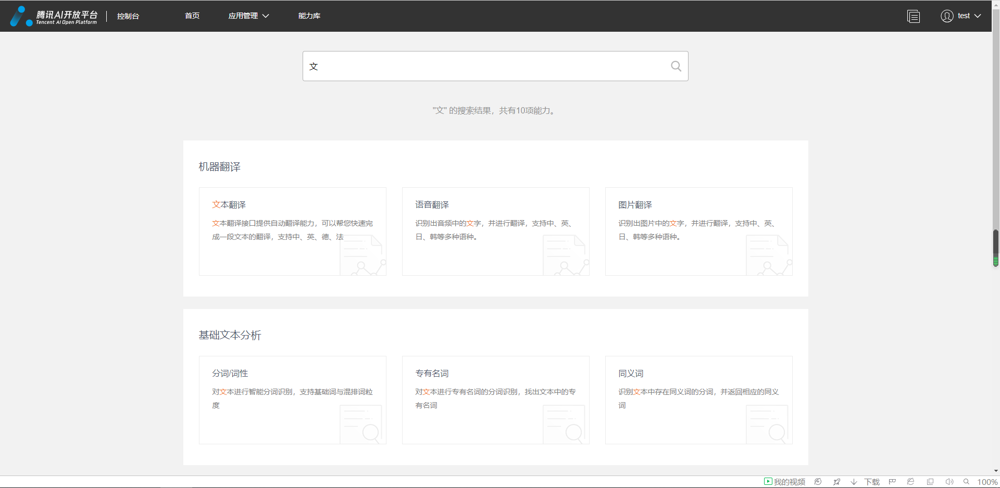 腾讯AI开放平台
Tencent AI Open Platform
控制台
首页
应用管理
能力库
test
文
"文" 的搜索结果，共有10项能力。
机器翻译
文本翻译
文本翻译接口提供自动翻译能力，可以帮您快速完
成一段文本的翻译，支持中、英、德、法
语音翻译
识别出音频中的文字，并进行翻译，支持中、英、
日、韩等多种语种。
图片翻译
识别出图片中的文字，并进行翻译，支持中、英、
日、韩等多种语种。
基础文本分析
分词/词性
对文本进行智能分词识别，支持基础词与混排词粒
度
专有名词
对文本进行专有名词的分词识别，找出文本中的专
有名词
同义词
识别文本中存在同义词的分词，并返回相应的同义
词
我的视频
下载
100%